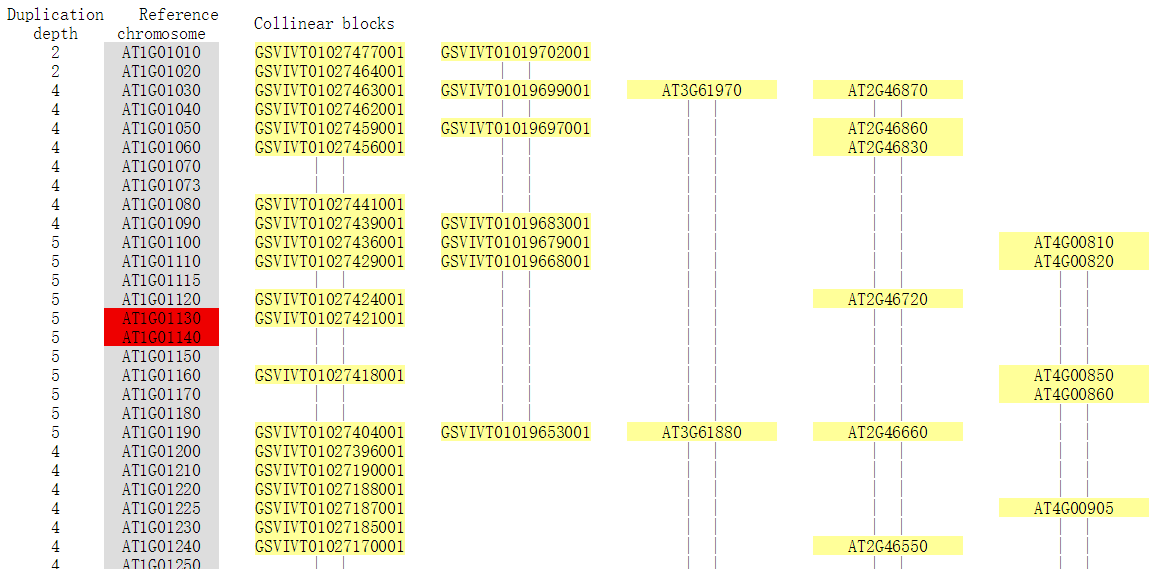 Duplication depth Reference chromosome Collinear blocks
2 AT1G01010 GSVIVT01027477001 GSVIVT01019702001
2 AT1G01020 GSVIVT01027464001
4 AT1G01030 GSVIVT01027463001 GSVIVT01019699001 AT3G61970 AT2G46870
4 AT1G01040 GSVIVT01027462001
4 AT1G01050 GSVIVT01027459001 GSVIVT01019697001 AT2G46860
4 AT1G01060 GSVIVT01027456001 AT2G46830
4 AT1G01070
4 AT1G01073
4 AT1G01080 GSVIVT01027441001
4 AT1G01090 GSVIVT01027439001 GSVIVT01019683001
5 AT1G01100 GSVIVT01027436001 GSVIVT01019679001 AT4G00810
5 AT1G01110 GSVIVT01027429001 GSVIVT01019668001 AT4G00820
5 AT1G01115
5 AT1G01120 GSVIVT01027424001 AT2G46720
5 AT1G01130 GSVIVT01027421001
5 AT1G01140
5 AT1G01150
5 AT1G01160 GSVIVT01027418001 AT4G00850
5 AT1G01170 AT4G00860
5 AT1G01180
5 AT1G01190 GSVIVT01027404001 GSVIVT01019653001 AT3G61880 AT2G46660
4 AT1G01200 GSVIVT01027396001
4 AT1G01210 GSVIVT01027190001
4 AT1G01220 GSVIVT01027188001
4 AT1G01225 GSVIVT01027187001 AT4G00905
4 AT1G01230 GSVIVT01027185001
4 AT1G01240 GSVIVT01027170001 AT2G46550
4 AT1G01250